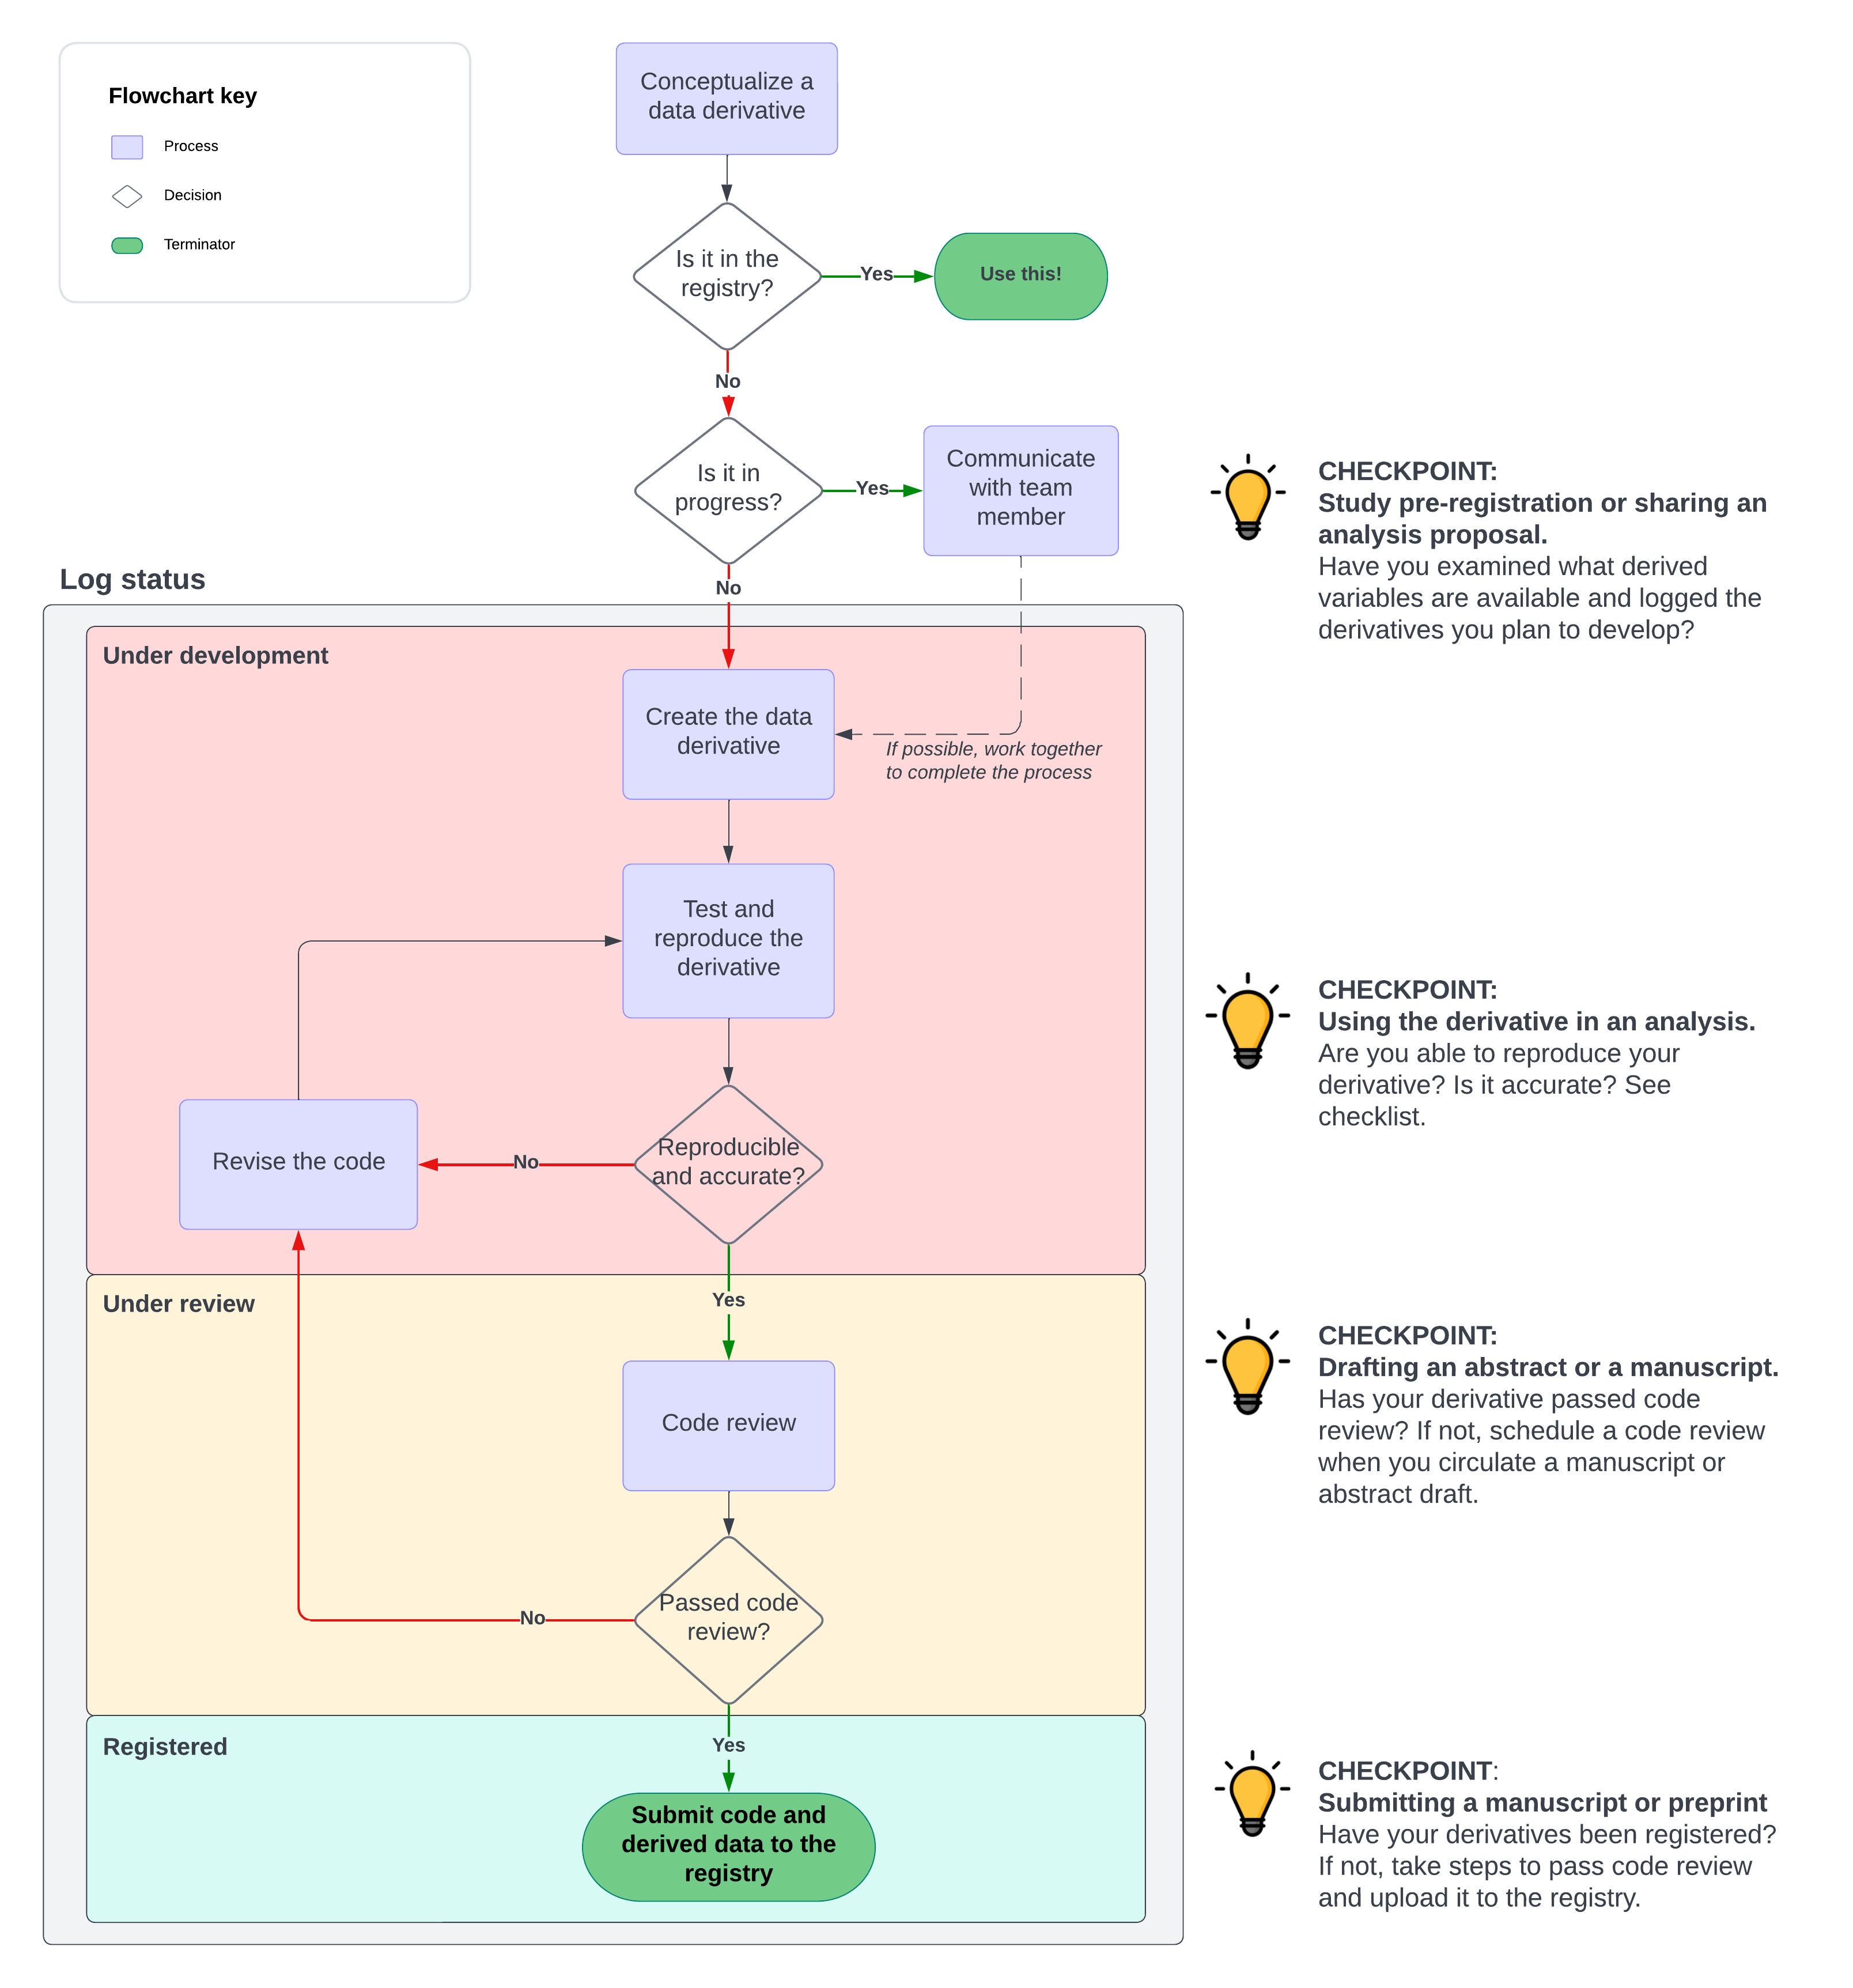 Flowchart key
Process
Decision
Terminator
Conceptualize a
data derivative
Is it in the
registry?
Yes
Use this!
No
Is it in
progress?
Yes
Communicate
with team
member
No
CHECKPOINT:
Study pre-registration or sharing an
analysis proposal.
Have you examined what derived
variables are available and logged the
derivatives you plan to develop?
Log status
Under development
Create the data
derivative
If possible, work together
to complete the process
Test and
reproduce the
derivative
CHECKPOINT:
Using the derivative in an analysis.
Are you able to reproduce your
derivative? Is it accurate? See
checklist.
Reproducible
and accurate?
No
Revise the code
Yes
Under review
Code review
CHECKPOINT:
Drafting an abstract or a manuscript.
Has your derivative passed code
review? If not, schedule a code review
when you circulate a manuscript or
abstract draft.
Passed code
review?
No
Yes
Registered
Submit code and
derived data to the
registry
CHECKPOINT:
Submitting a manuscript or preprint
Have your derivatives been registered?
If not, take steps to pass code review
and upload it to the registry.